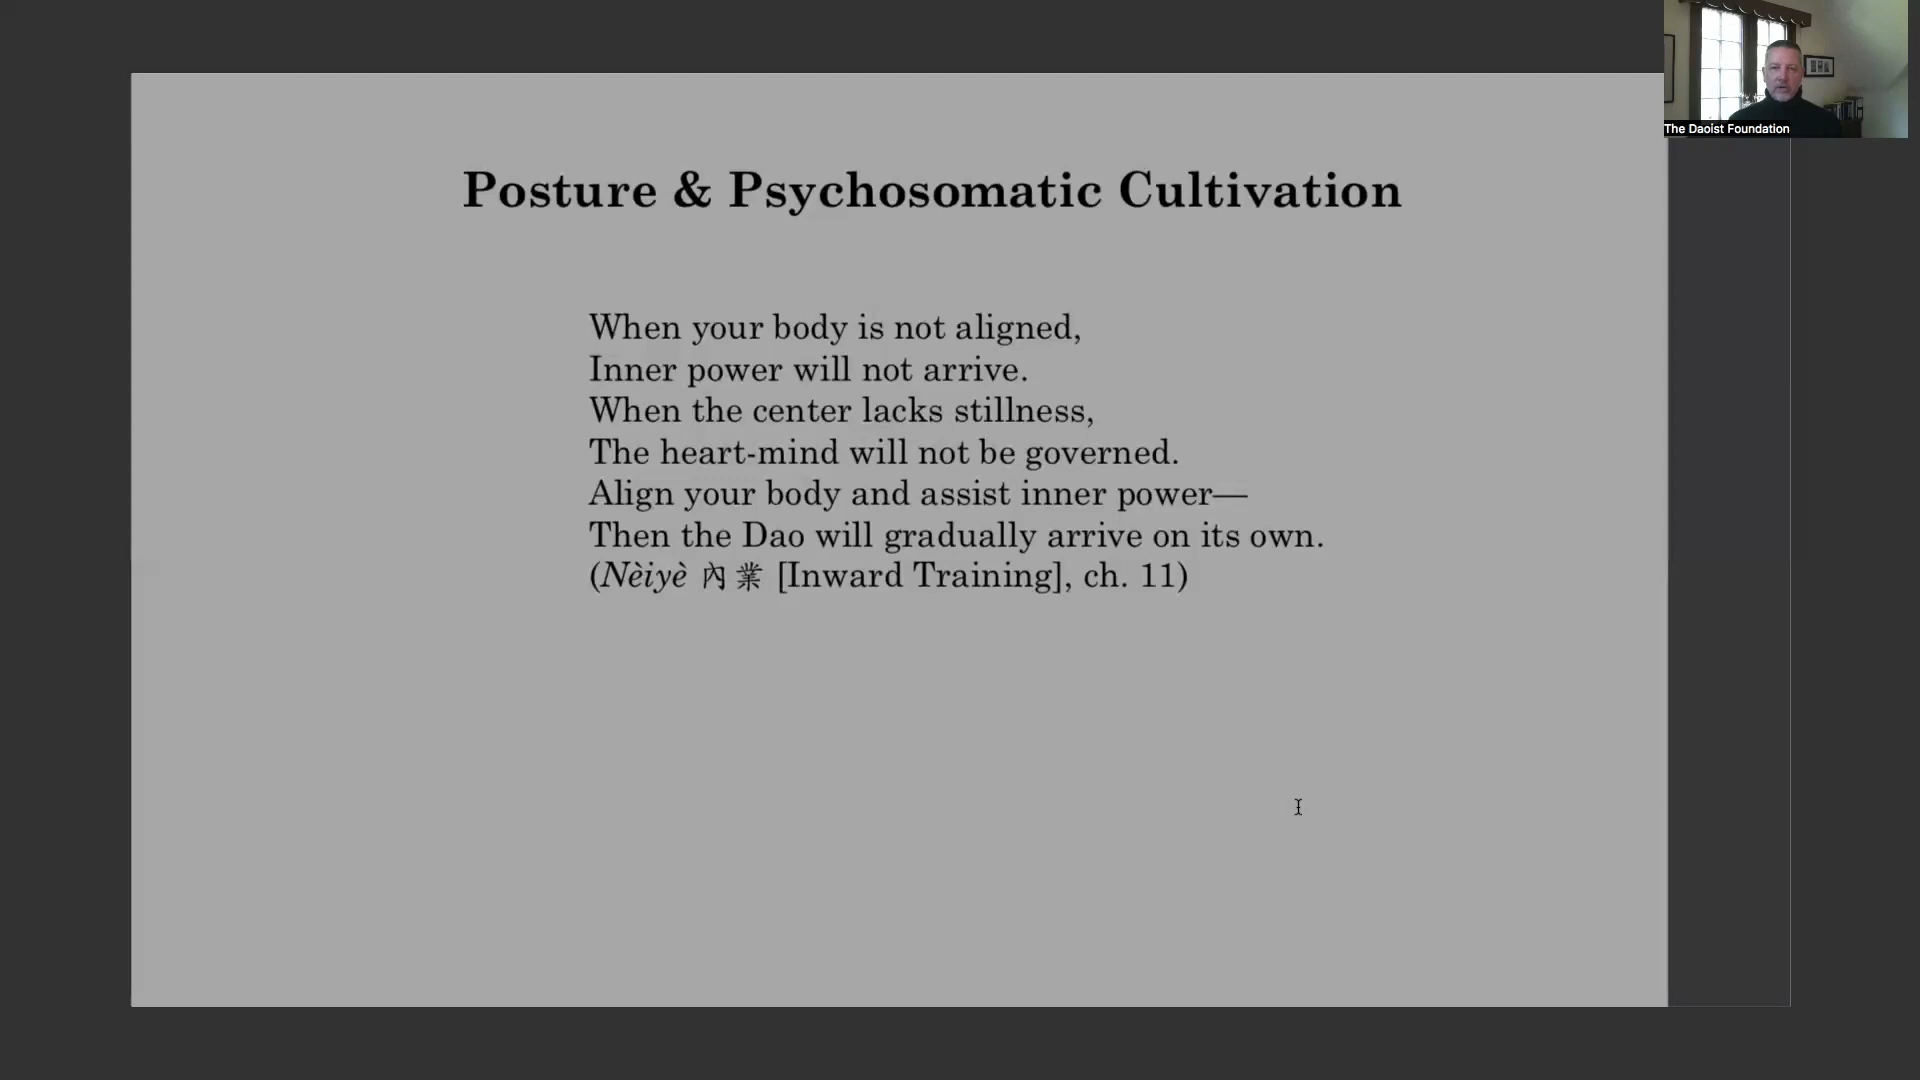 The Daoist Foundation
Posture & Psychosomatic Cultivation
When your body is not aligned,
Inner power will not arrive.
When the center lacks stillness,
The heart-mind will not be governed.
Align your body and assist inner power—
Then the Dao will gradually arrive on its own.
(Nèiyè 內業 [Inward Training], ch. 11)